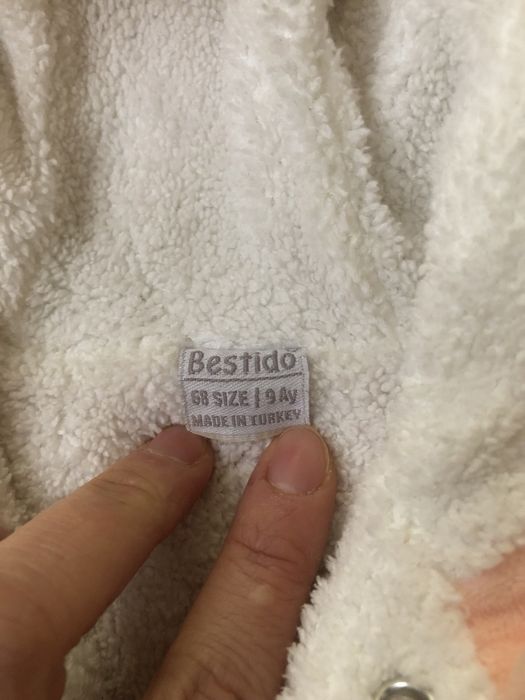 Bestido
68 SIZE | 9 Ay
MADE IN TURKEY